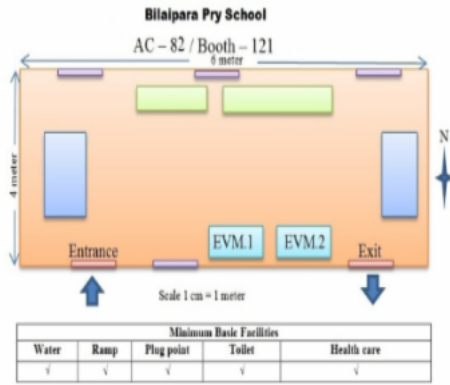 Bilaipara Pry School
AC – 82 / Booth – 121
6 meter
4 meter
N
EVM.1 EVM.2
Entrance Exit
Scale 1 cm = 1 meter
Minimum Basic Facilities
Water Ramp Plug point Toilet Health care
√ √ √ √ √